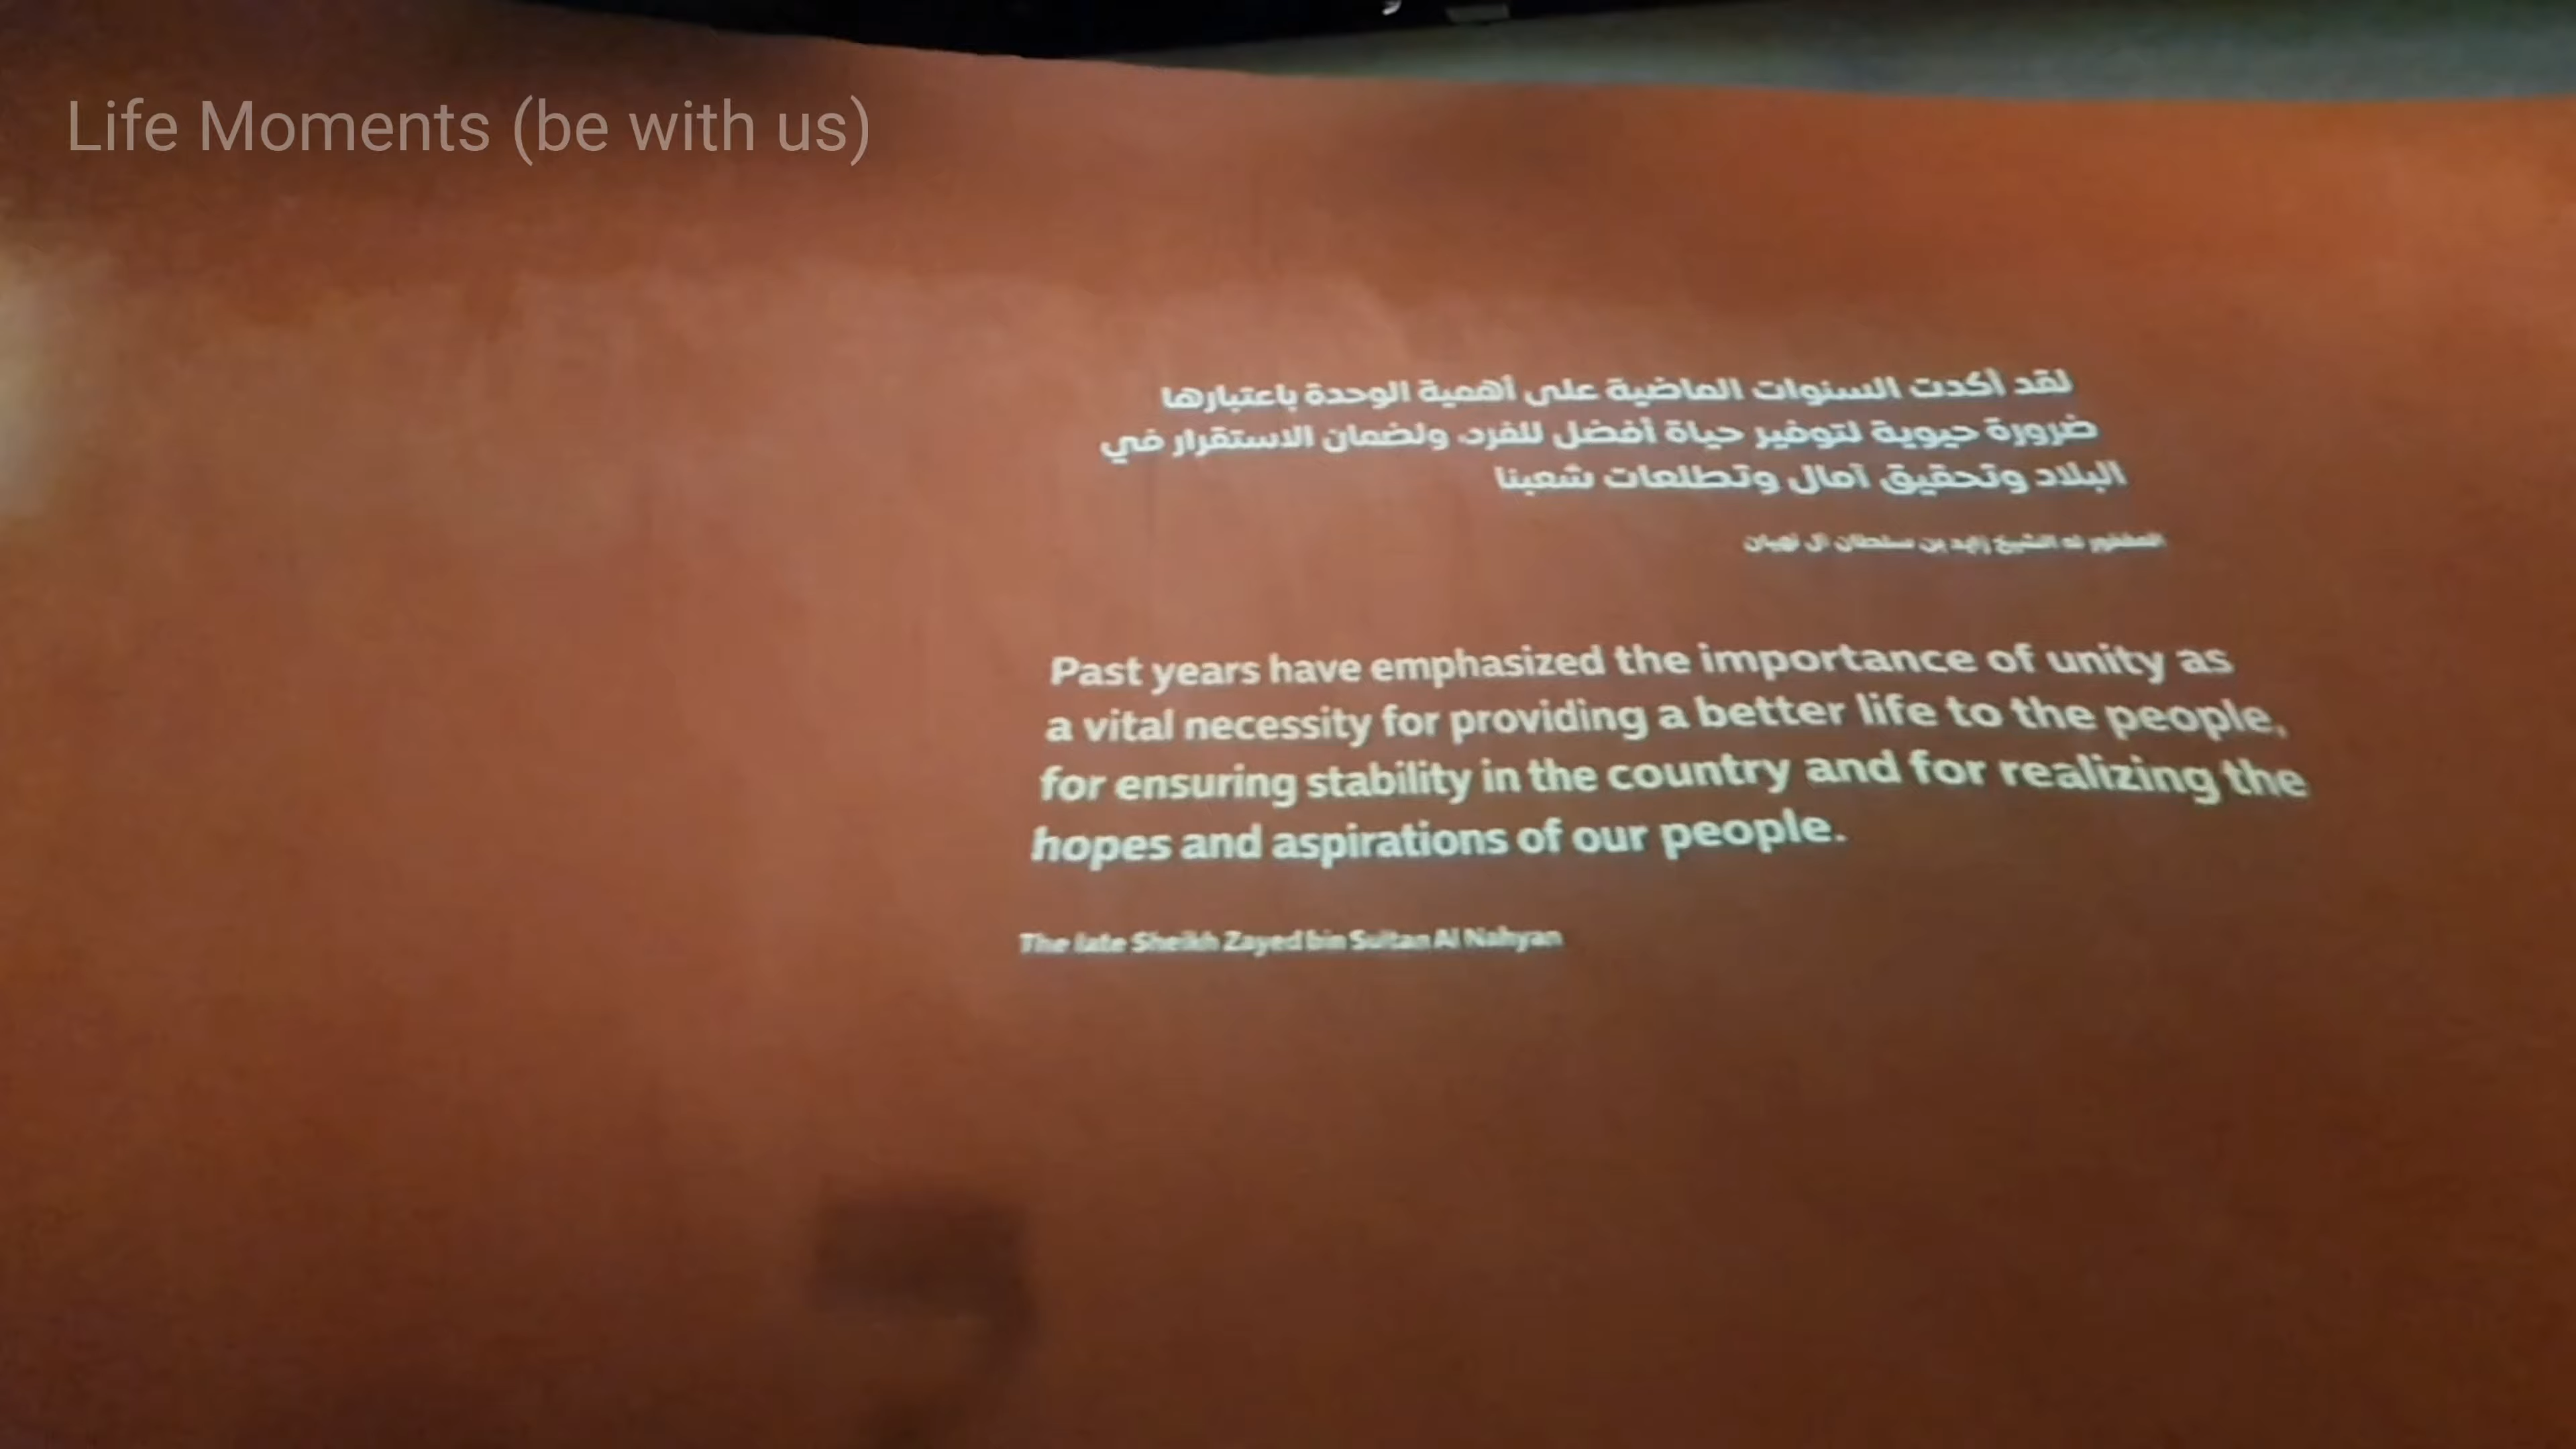 Life Moments (be with us)
لقد أكدت السنوات الماضية على أهمية الوحدة باعتبارها
ضرورة حيوية لتوفير حياة أفضل للفرد، ولضمان الاستقرار في
البلاد وتحقيق آمال وتطلعات شعبنا
المغفور له الشيخ زايد بن سلطان آل نهيان
Past years have emphasized the importance of unity as
a vital necessity for providing a better life to the people,
for ensuring stability in the country and for realizing the
hopes and aspirations of our people.
The late Sheikh Zayed bin Sultan Al Nahyan